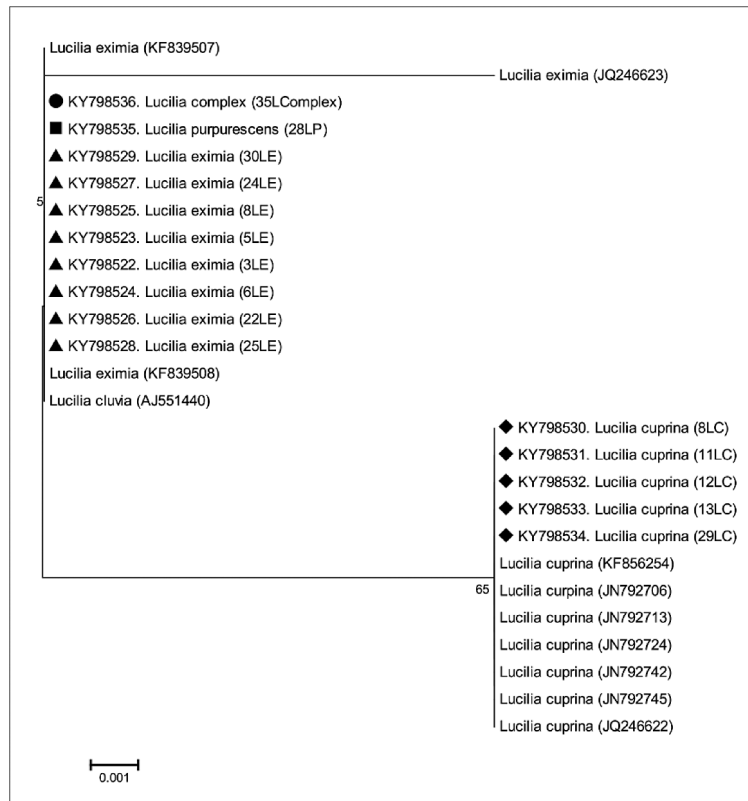 Lucilia eximia (KF839507)
Lucilia eximia (JQ246623)
KY798536. Lucilia complex (35LComplex)
KY798535. Lucilia purpurescens (28LP)
KY798529. Lucilia eximia (30LE)
KY798527. Lucilia eximia (24LE)
KY798525. Lucilia eximia (8LE)
5
KY798523. Lucilia eximia (5LE)
KY798522. Lucilia eximia (3LE)
KY798524. Lucilia eximia (6LE)
KY798526. Lucilia eximia (22LE)
KY798528. Lucilia eximia (25LE)
Lucilia eximia (KF839508)
Lucilia cluvia (AJ551440)
KY798530. Lucilia cuprina (8LC)
KY798531. Lucilia cuprina (11LC)
KY798532. Lucilia cuprina (12LC)
KY798533. Lucilia cuprina (13LC)
KY798534. Lucilia cuprina (29LC)
Lucilia cuprina (KF856254)
65
Lucilia curpina (JN792706)
Lucilia cuprina (JN792713)
Lucilia cuprina (JN792724)
Lucilia cuprina (JN792742)
Lucilia cuprina (JN792745)
Lucilia cuprina (JQ246622)
0.001